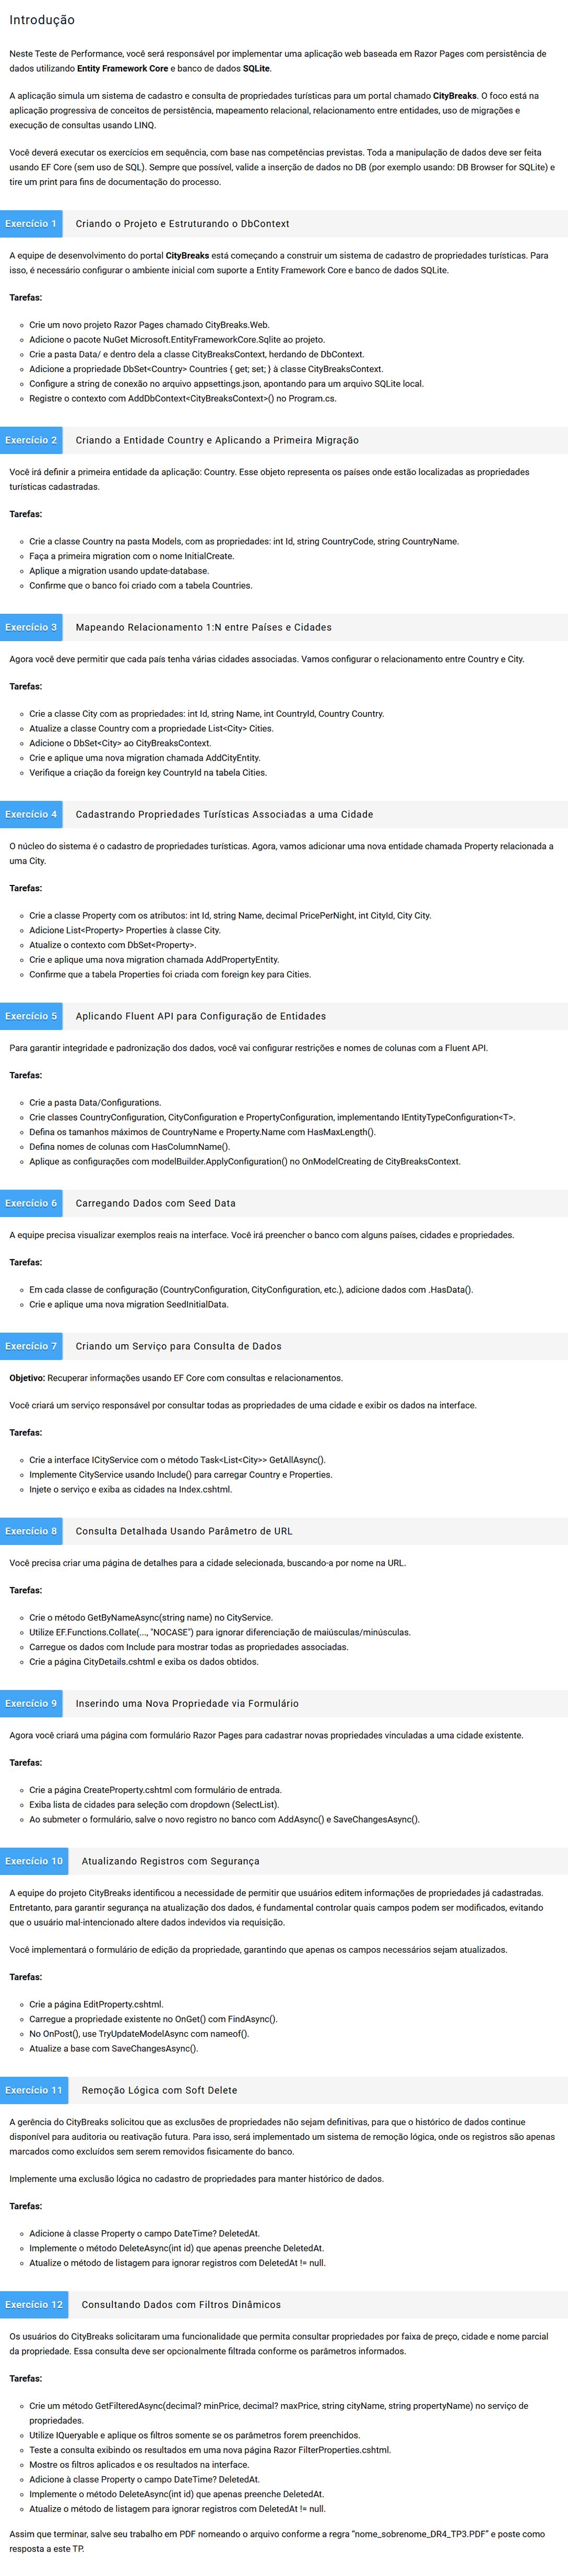 Introdução
Neste Teste de Performance, você será responsável por implementar uma aplicação web baseada em Razor Pages com persistência de
dados utilizando Entity Framework Core e banco de dados SQLite.
A aplicação simula um sistema de cadastro e consulta de propriedades turísticas para um portal chamado CityBreaks. O foco está na
aplicação progressiva de conceitos de persistência, mapeamento relacional, relacionamento entre entidades, uso de migrações e
execução de consultas usando LINQ.
Você deverá executar os exercícios em sequência, com base nas competências previstas. Toda a manipulação de dados deve ser feita
usando EF Core (sem uso de SQL). Sempre que possível, valide a inserção de dados no DB (por exemplo usando: DB Browser for SQLite) e
tire um print para fins de documentação do processo.
Exercício 1 Criando o Projeto e Estruturando o DbContext
A equipe de desenvolvimento do portal CityBreaks está começando a construir um sistema de cadastro de propriedades turísticas. Para
isso, é necessário configurar o ambiente inicial com suporte a Entity Framework Core e banco de dados SQLite.
Tarefas:
Crie um novo projeto Razor Pages chamado CityBreaks.Web.
Adicione o pacote NuGet Microsoft.EntityFrameworkCore.Sqlite ao projeto.
Crie a pasta Data/ e dentro dela a classe CityBreaksContext, herdando de DbContext.
Adicione a propriedade DbSet<Country> Countries { get; set; } à classe CityBreaksContext.
Configure a string de conexão no arquivo appsettings.json, apontando para um arquivo SQLite local.
Registre o contexto com AddDbContext<CityBreaksContext>() no Program.cs.
Exercício 2 Criando a Entidade Country e Aplicando a Primeira Migração
Você irá definir a primeira entidade da aplicação: Country. Esse objeto representa os países onde estão localizadas as propriedades
turísticas cadastradas.
Tarefas:
Crie a classe Country na pasta Models, com as propriedades: int Id, string CountryCode, string CountryName.
Faça a primeira migration com o nome InitialCreate.
Aplique a migration usando update-database.
Confirme que o banco foi criado com a tabela Countries.
Exercício 3 Mapeando Relacionamento 1:N entre Países e Cidades
Agora você deve permitir que cada país tenha várias cidades associadas. Vamos configurar o relacionamento entre Country e City.
Tarefas:
Crie a classe City com as propriedades: int Id, string Name, int CountryId, Country Country.
Atualize a classe Country com a propriedade List<City> Cities.
Adicione o DbSet<City> ao CityBreaksContext.
Crie e aplique uma nova migration chamada AddCityEntity.
Verifique a criação da foreign key CountryId na tabela Cities.
Exercício 4 Cadastrando Propriedades Turísticas Associadas a uma Cidade
O núcleo do sistema é o cadastro de propriedades turísticas. Agora, vamos adicionar uma nova entidade chamada Property relacionada a
uma City.
Tarefas:
Crie a classe Property com os atributos: int Id, string Name, decimal PricePerNight, int CityId, City City.
Adicione List<Property> Properties à classe City.
Atualize o contexto com DbSet<Property>.
Crie e aplique uma nova migration chamada AddPropertyEntity.
Confirme que a tabela Properties foi criada com foreign key para Cities.
Exercício 5 Aplicando Fluent API para Configuração de Entidades
Para garantir integridade e padronização dos dados, você vai configurar restrições e nomes de colunas com a Fluent API.
Tarefas:
Crie a pasta Data/Configurations.
Crie classes CountryConfiguration, CityConfiguration e PropertyConfiguration, implementando IEntityTypeConfiguration<T>.
Defina os tamanhos máximos de CountryName e Property.Name com HasMaxLength().
Defina nomes de colunas com HasColumnName().
Aplique as configurações com modelBuilder.ApplyConfiguration() no OnModelCreating de CityBreaksContext.
Exercício 6 Carregando Dados com Seed Data
A equipe precisa visualizar exemplos reais na interface. Você irá preencher o banco com alguns países, cidades e propriedades.
Tarefas:
Em cada classe de configuração (CountryConfiguration, CityConfiguration, etc.), adicione dados com .HasData().
Crie e aplique uma nova migration SeedInitialData.
Exercício 7 Criando um Serviço para Consulta de Dados
Objetivo: Recuperar informações usando EF Core com consultas e relacionamentos.
Você criará um serviço responsável por consultar todas as propriedades de uma cidade e exibir os dados na interface.
Tarefas:
Crie a interface ICityService com o método Task<List<City>> GetAllAsync().
Implemente CityService usando Include() para carregar Country e Properties.
Injete o serviço e exiba as cidades na Index.cshtml.
Exercício 8 Consulta Detalhada Usando Parâmetro de URL
Você precisa criar uma página de detalhes para a cidade selecionada, buscando-a por nome na URL.
Tarefas:
Crie o método GetByNameAsync(string name) no CityService.
Utilize EF.Functions.Collate(..., "NOCASE") para ignorar diferenciação de maiúsculas/minúsculas.
Carregue os dados com Include para mostrar todas as propriedades associadas.
Crie a página CityDetails.cshtml e exiba os dados obtidos.
Exercício 9 Inserindo uma Nova Propriedade via Formulário
Agora você criará uma página com formulário Razor Pages para cadastrar novas propriedades vinculadas a uma cidade existente.
Tarefas:
Crie a página CreateProperty.cshtml com formulário de entrada.
Exiba lista de cidades para seleção com dropdown (SelectList).
Ao submeter o formulário, salve o novo registro no banco com AddAsync() e SaveChangesAsync().
Exercício 10 Atualizando Registros com Segurança
A equipe do projeto CityBreaks identificou a necessidade de permitir que usuários editem informações de propriedades já cadastradas.
Entretanto, para garantir segurança na atualização dos dados, é fundamental controlar quais campos podem ser modificados, evitando
que o usuário mal-intencionado altere dados indevidos via requisição.
Você implementará o formulário de edição da propriedade, garantindo que apenas os campos necessários sejam atualizados.
Tarefas:
Crie a página EditProperty.cshtml.
Carregue a propriedade existente no OnGet() com FindAsync().
No OnPost(), use TryUpdateModelAsync com nameof().
Atualize a base com SaveChangesAsync().
Exercício 11 Remoção Lógica com Soft Delete
A gerência do CityBreaks solicitou que as exclusões de propriedades não sejam definitivas, para que o histórico de dados continue
disponível para auditoria ou reativação futura. Para isso, será implementado um sistema de remoção lógica, onde os registros são apenas
marcados como excluídos sem serem removidos fisicamente do banco.
Implemente uma exclusão lógica no cadastro de propriedades para manter histórico de dados.
Tarefas:
Adicione à classe Property o campo DateTime? DeletedAt.
Implemente o método DeleteAsync(int id) que apenas preenche DeletedAt.
Atualize o método de listagem para ignorar registros com DeletedAt != null.
Exercício 12 Consultando Dados com Filtros Dinâmicos
Os usuários do CityBreaks solicitaram uma funcionalidade que permita consultar propriedades por faixa de preço, cidade e nome parcial
da propriedade. Essa consulta deve ser opcionalmente filtrada conforme os parâmetros informados.
Tarefas:
Crie um método GetFilteredAsync(decimal? minPrice, decimal? maxPrice, string cityName, string propertyName) no serviço de
propriedades.
Utilize IQueryable e aplique os filtros somente se os parâmetros forem preenchidos.
Teste a consulta exibindo os resultados em uma nova página Razor FilterProperties.cshtml.
Mostre os filtros aplicados e os resultados na interface.
Adicione à classe Property o campo DateTime? DeletedAt.
Implemente o método DeleteAsync(int id) que apenas preenche DeletedAt.
Atualize o método de listagem para ignorar registros com DeletedAt != null.
Assim que terminar, salve seu trabalho em PDF nomeando o arquivo conforme a regra “nome_sobrenome_DR4_TP3.PDF” e poste como
resposta a este TP.